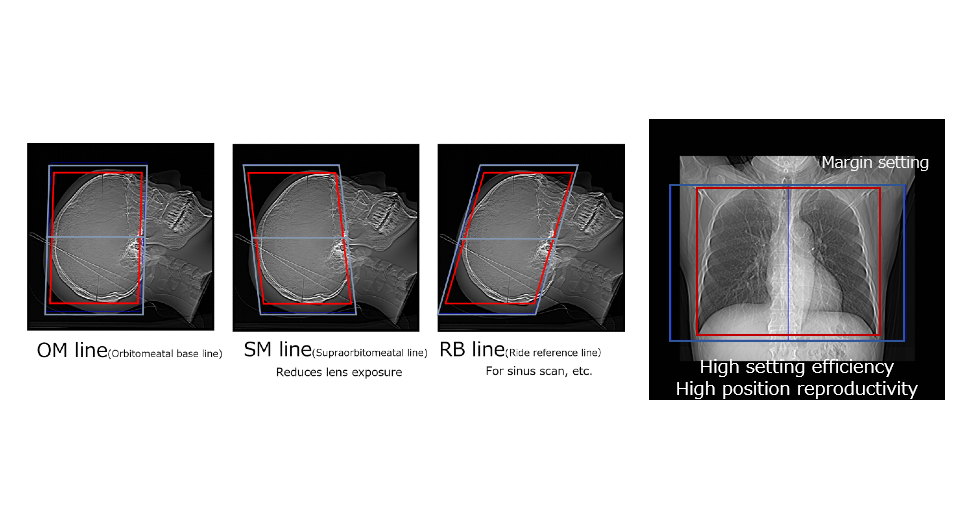 OM line(Orbitomeatal base line)
SM line(Supraorbitomeatal line)
Reduces lens exposure
RB line(Ride reference line)
For sinus scan, etc.
Margin setting
High setting efficiency
High position reproductivity